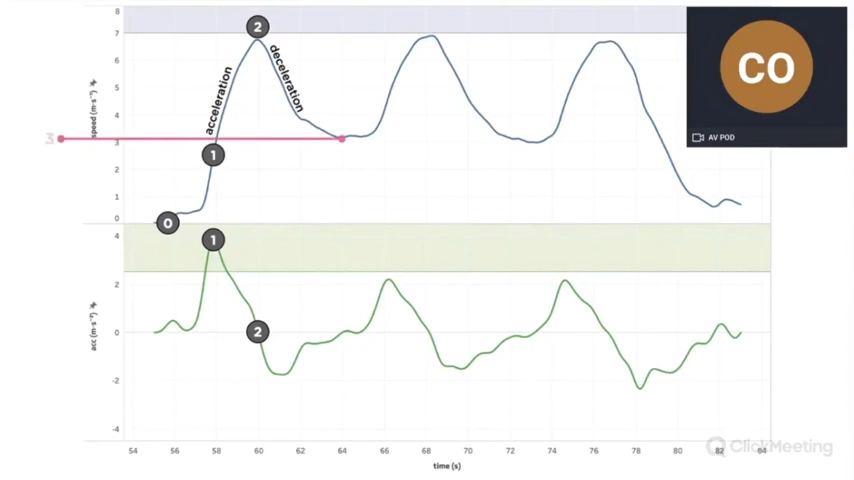 8
7
6
5
4
3
2
1
0
speed (m·s⁻¹)
acceleration
deceleration
2
1
0
3
CO
AV POD
4
2
0
-2
-4
acc (m·s⁻²)
1
2
54 56 58 60 62 64 66 68 70 72 74 76 78 80 82 84
time (s)
ClickMeeting